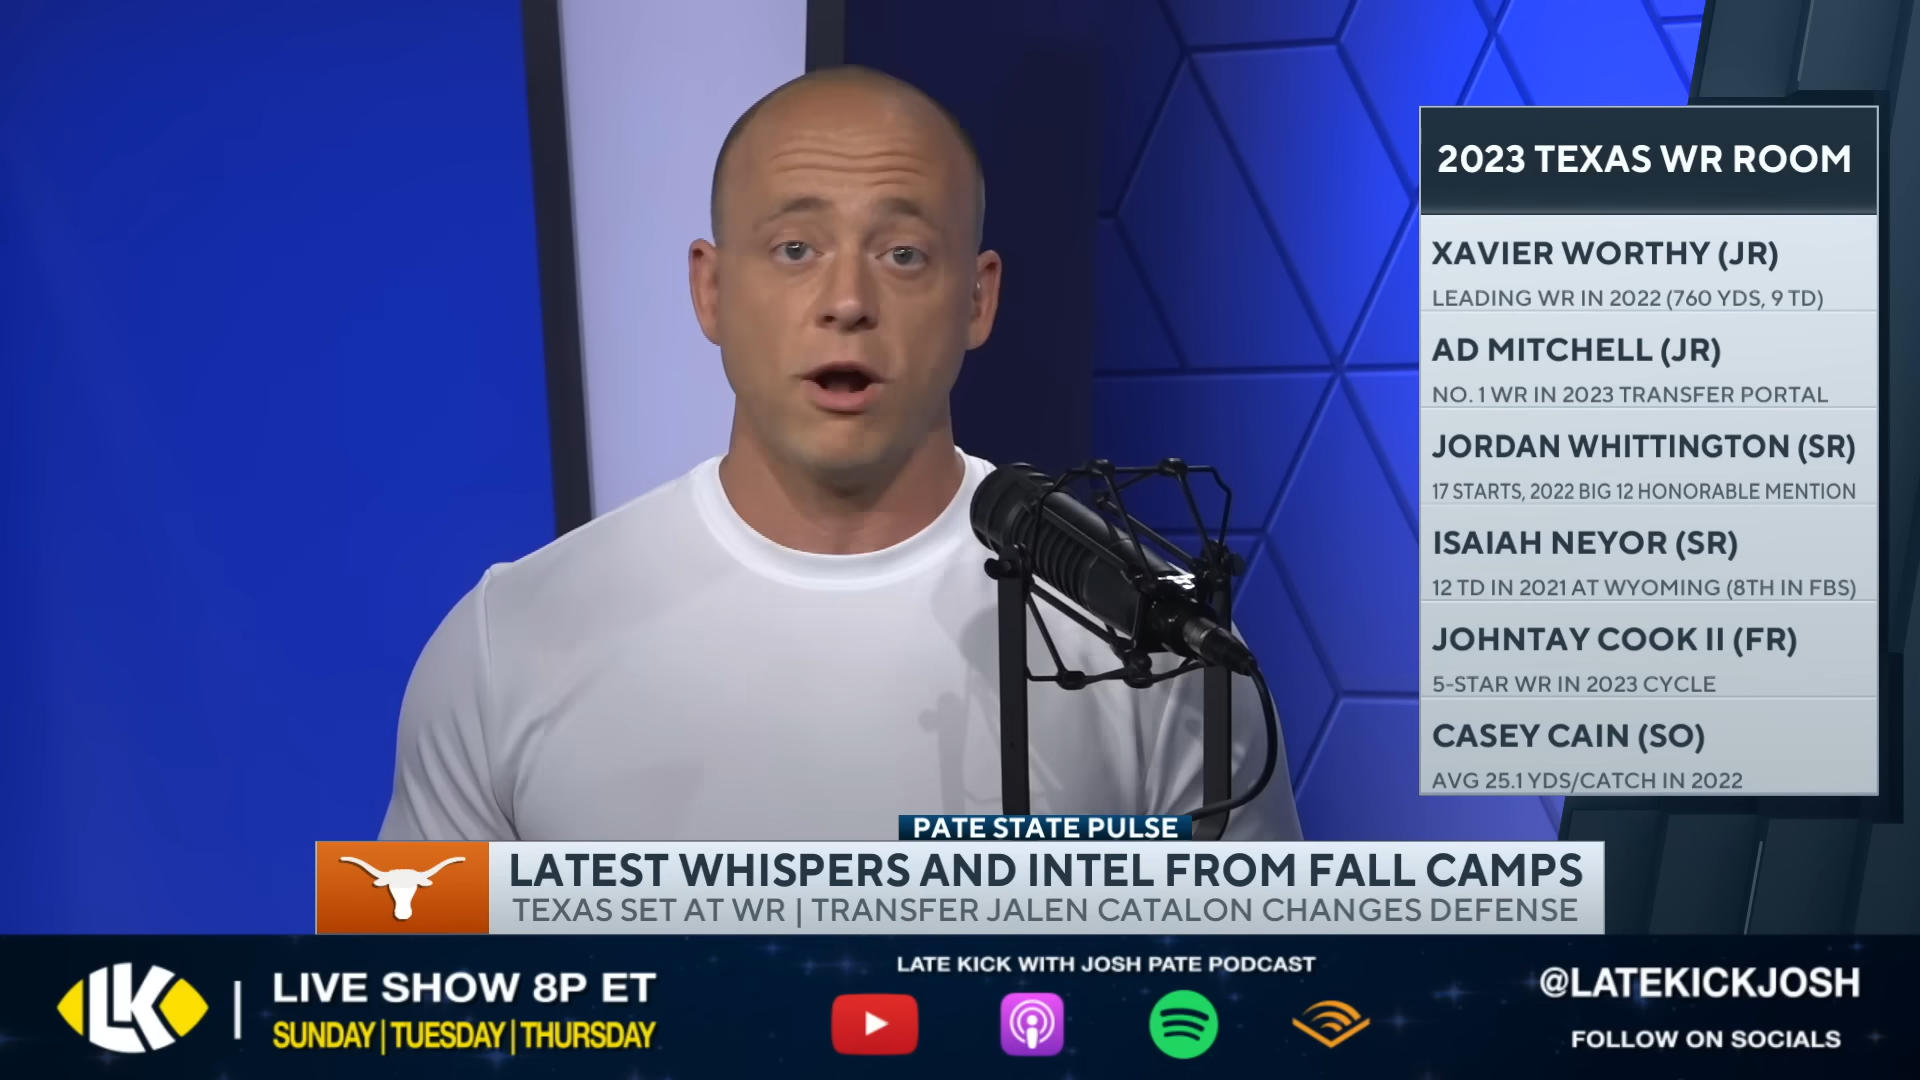 2023 TEXAS WR ROOM
XAVIER WORTHY (JR)
LEADING WR IN 2022 (760 YDS, 9 TD)
AD MITCHELL (JR)
NO. 1 WR IN 2023 TRANSFER PORTAL
JORDAN WHITTINGTON (SR)
17 STARTS, 2022 BIG 12 HONORABLE MENTION
ISAIAH NEYOR (SR)
12 TD IN 2021 AT WYOMING (8TH IN FBS)
JOHNTAY COOK II (FR)
5-STAR WR IN 2023 CYCLE
CASEY CAIN (SO)
AVG 25.1 YDS/CATCH IN 2022
PATE STATE PULSE
LATEST WHISPERS AND INTEL FROM FALL CAMPS
TEXAS SET AT WR | TRANSFER JALEN CATALON CHANGES DEFENSE
LK
LIVE SHOW 8P ET
SUNDAY | TUESDAY | THURSDAY
LATE KICK WITH JOSH PATE PODCAST
@LATEKICKJOSH
FOLLOW ON SOCIALS